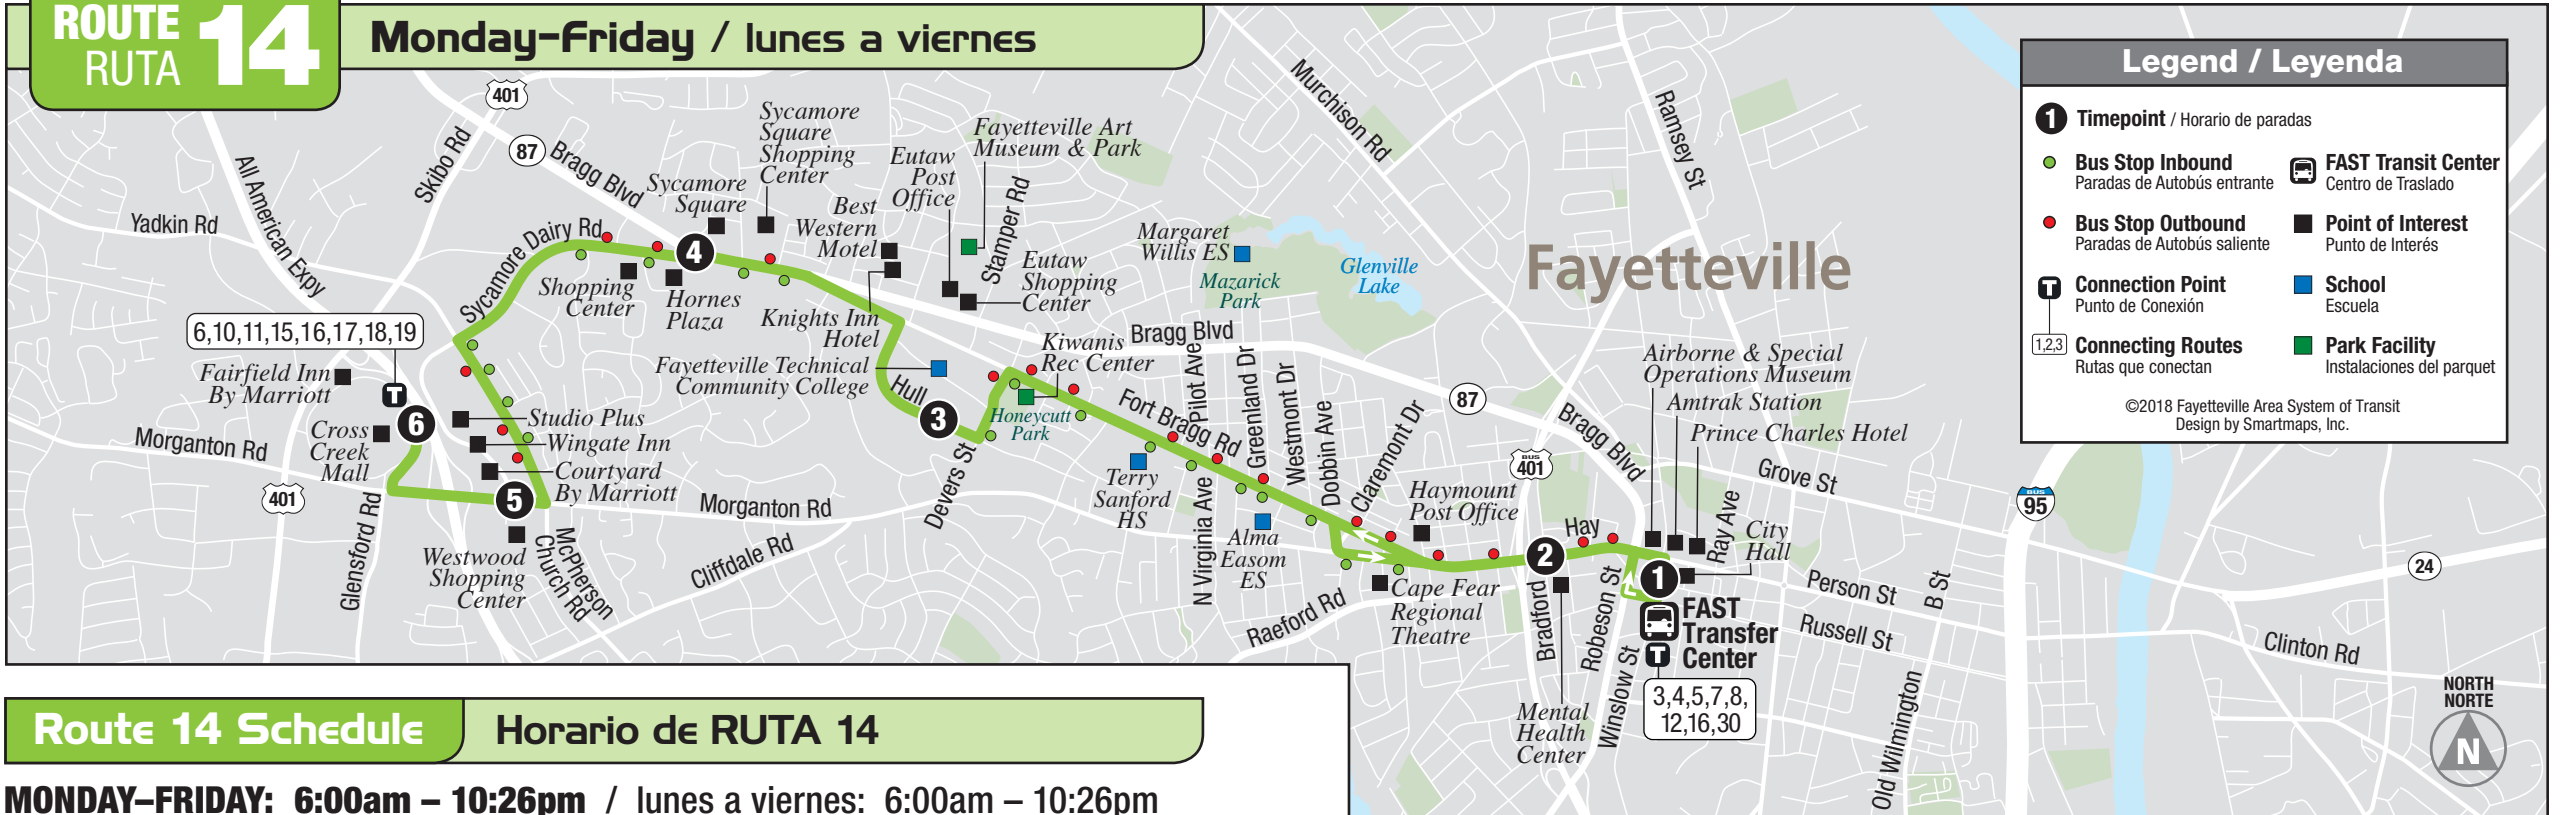 ROUTE
RUTA
14
Monday–Friday / lunes a viernes
Legend / Leyenda
1 Timepoint / Horario de paradas
Bus Stop Inbound
Paradas de Autobús entrante
FAST Transit Center
Centro de Traslado
Bus Stop Outbound
Paradas de Autobús saliente
Point of Interest
Punto de Interés
T Connection Point
Punto de Conexión
School
Escuela
1,2,3 Connecting Routes
Rutas que conectan
Park Facility
Instalaciones del parquet
©2018 Fayetteville Area System of Transit
Design by Smartmaps, Inc.
401
87
Bragg Blvd
Skibo Rd
All American Expy
Yadkin Rd
Sycamore Dairy Rd
Sycamore
Square
Sycamore
Square
Shopping
Center
4
Shopping
Center
Hornes
Plaza
Best
Western
Motel
Knights Inn
Hotel
Eutaw
Post
Office
Fayetteville Art
Museum & Park
Stamper Rd
Eutaw
Shopping
Center
Margaret
Willis ES
Mazarick
Park
Glenville
Lake
Murchison Rd
Ramsey St
Fayetteville
6,10,11,15,16,17,18,19
Fairfield Inn
By Marriott
T
6
Cross
Creek
Mall
Morganton Rd
401
Glensford Rd
Studio Plus
Wingate Inn
Courtyard
By Marriott
5
Westwood
Shopping
Center
McPherson
Church Rd
Morganton Rd
Cliffdale Rd
Fayetteville Technical
Community College
Hull
3
Devers St
Kiwanis
Rec Center
Honeycutt
Park
Bragg Blvd
Fort Bragg Rd
Pilot Ave
Greenland Dr
Westmont Dr
Dobbin Ave
Claremont Dr
Terry
Sanford
HS
N Virginia Ave
Alma
Easom
ES
Raeford Rd
Haymount
Post Office
Cape Fear
Regional
Theatre
87
Bragg Blvd
BUS
401
Hay
2
Bradford
Mental
Health
Center
Robeson St
Winslow St
Airborne & Special
Operations Museum
Amtrak Station
Prince Charles Hotel
Grove St
Ray Ave
City
Hall
1
FAST
Transfer
Center
T
3,4,5,7,8,
12,16,30
Person St
Russell St
B St
Old Wilmington
BUS
95
24
Clinton Rd
NORTH
NORTE
N
Route 14 Schedule
Horario de RUTA 14
MONDAY–FRIDAY: 6:00am – 10:26pm / lunes a viernes: 6:00am – 10:26pm